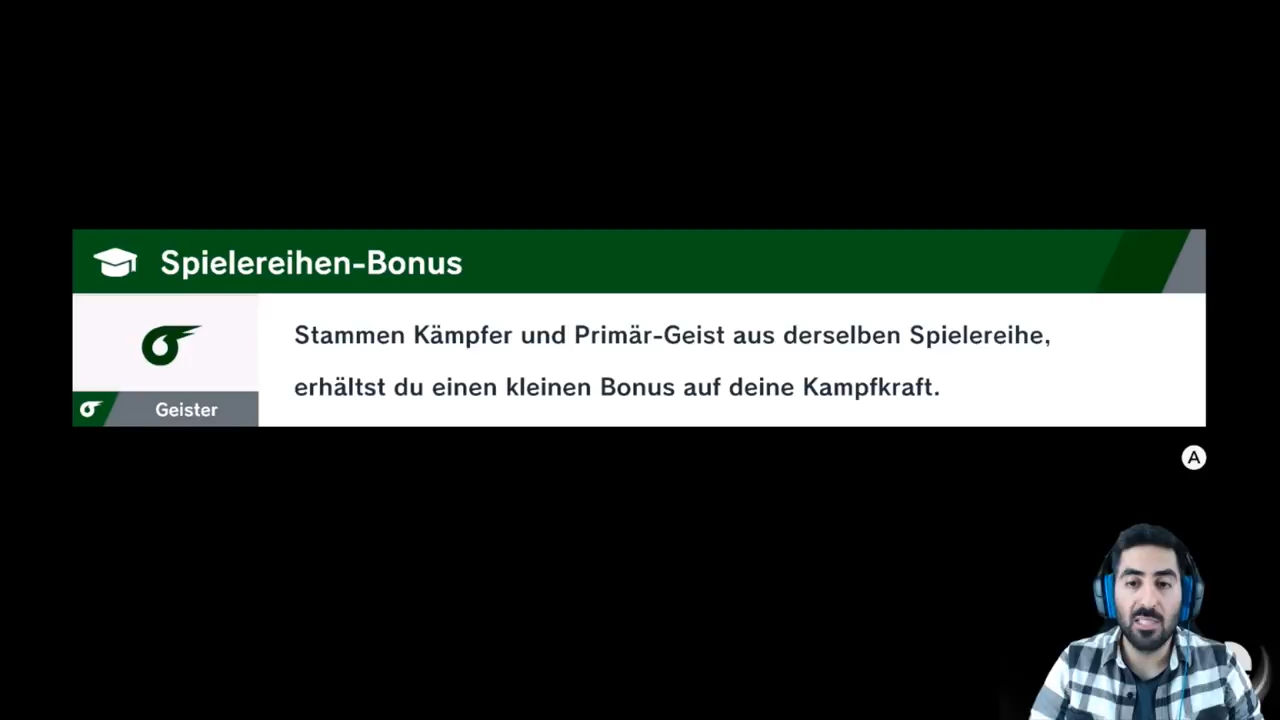 Spielereihen-Bonus
Stammen Kämpfer und Primär-Geist aus derselben Spielereihe,
erhältst du einen kleinen Bonus auf deine Kampfkraft.
Geister
A